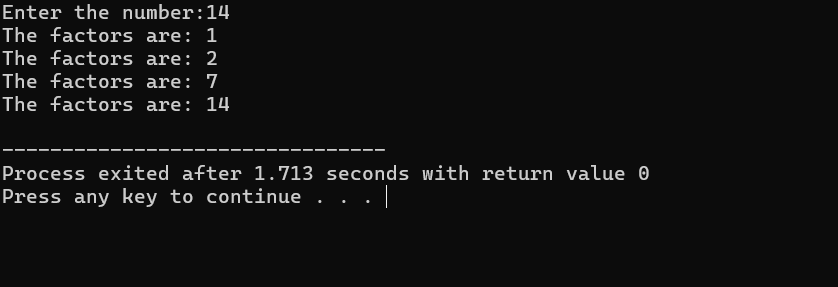 Enter the number:14
The factors are: 1
The factors are: 2
The factors are: 7
The factors are: 14
--------------------------------
Process exited after 1.713 seconds with return value 0
Press any key to continue . . .